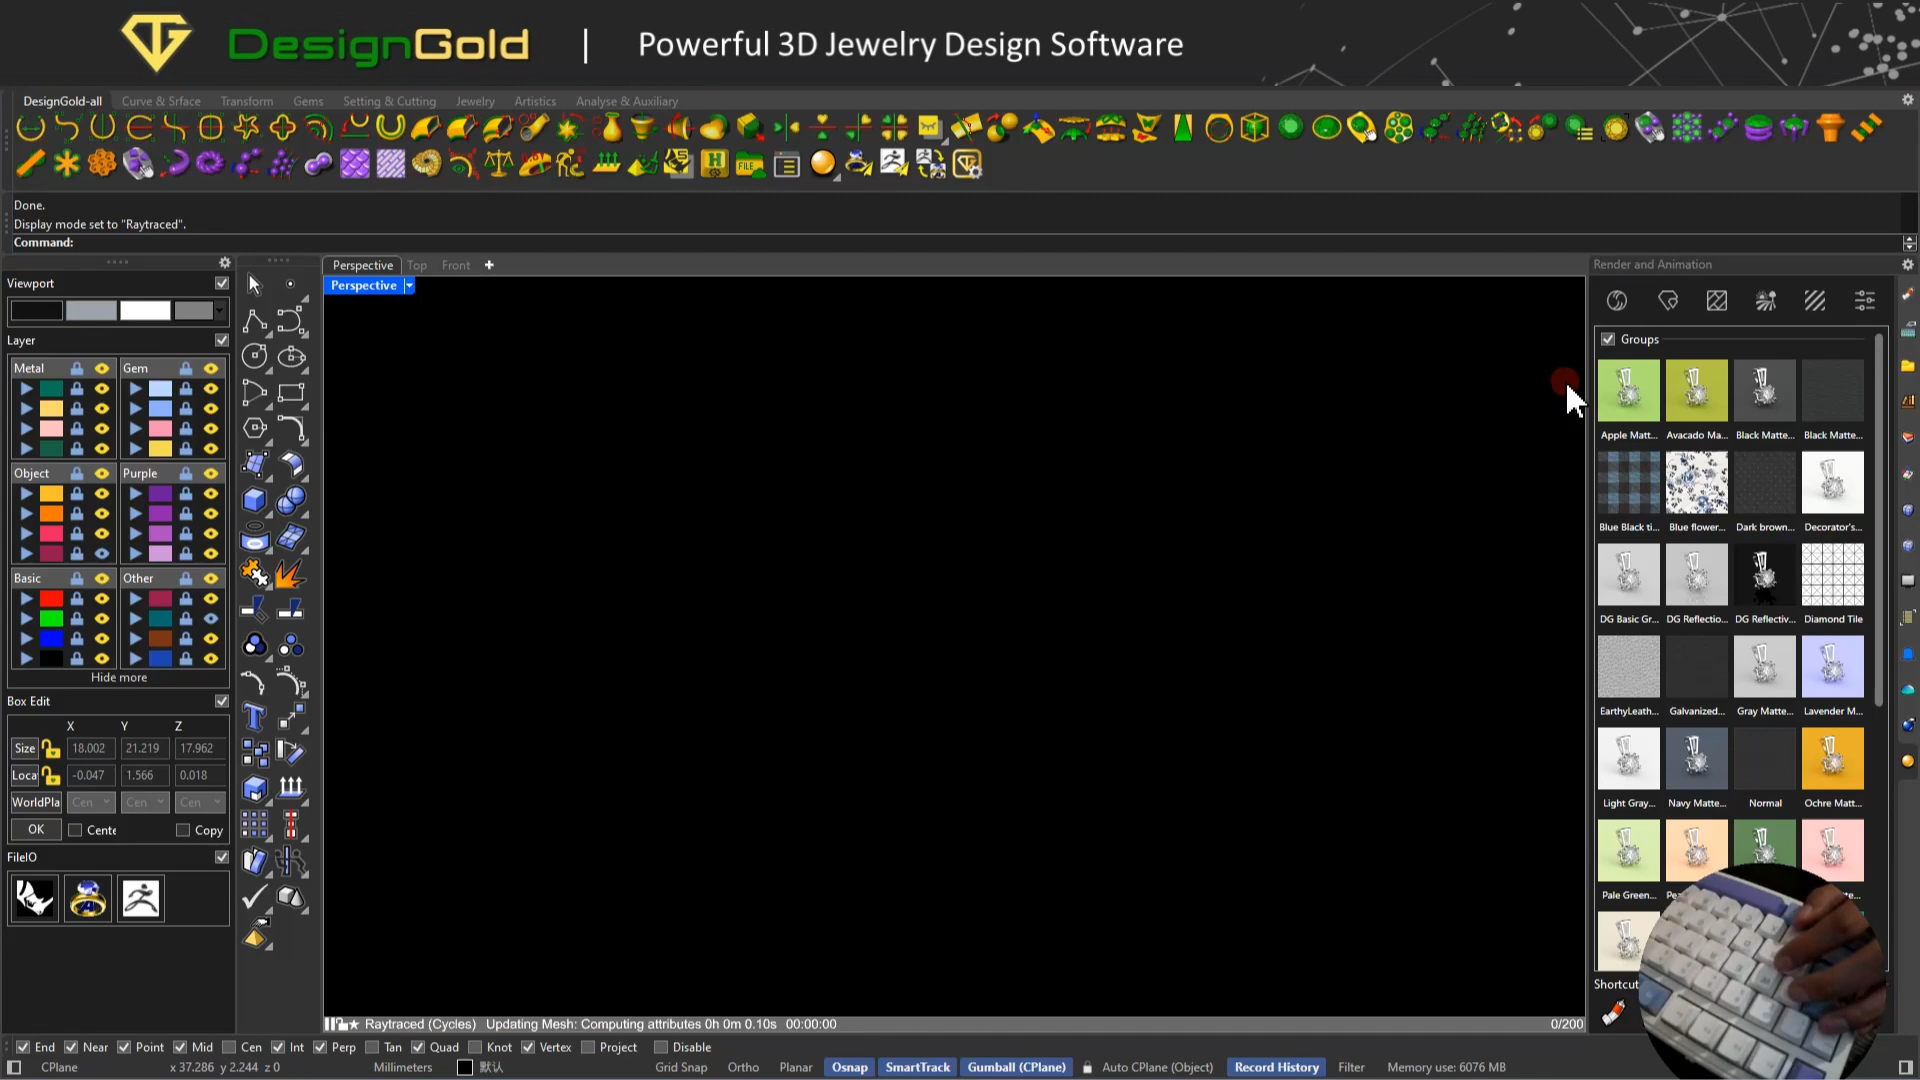 DesignGold | Powerful 3D Jewelry Design Software
DesignGold-all Curve & Srface Transform Gems Setting & Cutting Jewelry Artistics Analyse & Auxiliary
Done.
Display mode set to "Raytraced".
Command:
Perspective Top Front
Perspective
Render and Animation
Viewport
Layer
Metal Gem
Object Purple
Basic Other
Hide more
Box Edit
X Y Z
Size 18.002 21.219 17.962
Loca -0.047 1.566 0.018
WorldPla Cen Cen Cen
OK Cente Copy
FileIO
Groups
Apple Matt... Avacado Ma... Black Matte... Black Matte...
Blue Black ti... Blue flower... Dark brown... Decorator's...
DG Basic Gr... DG Reflectio... DG Reflectiv... Diamond Tile
EarthyLeath... Galvanized... Gray Matte... Lavender M...
Light Gray... Navy Matte... Normal Ochre Matt...
Pale Green...
Shortcut
Raytraced (Cycles) Updating Mesh: Computing attributes 0h 0m 0.10s 00:00:00 0/200
End Near Point Mid Cen Int Perp Tan Quad Knot Vertex Project Disable
CPlane x 37.286 y 2.244 z 0 Millimeters 默认 Grid Snap Ortho Planar Osnap SmartTrack Gumball (CPlane) Auto CPlane (Object) Record History Filter Memory use: 6076 MB